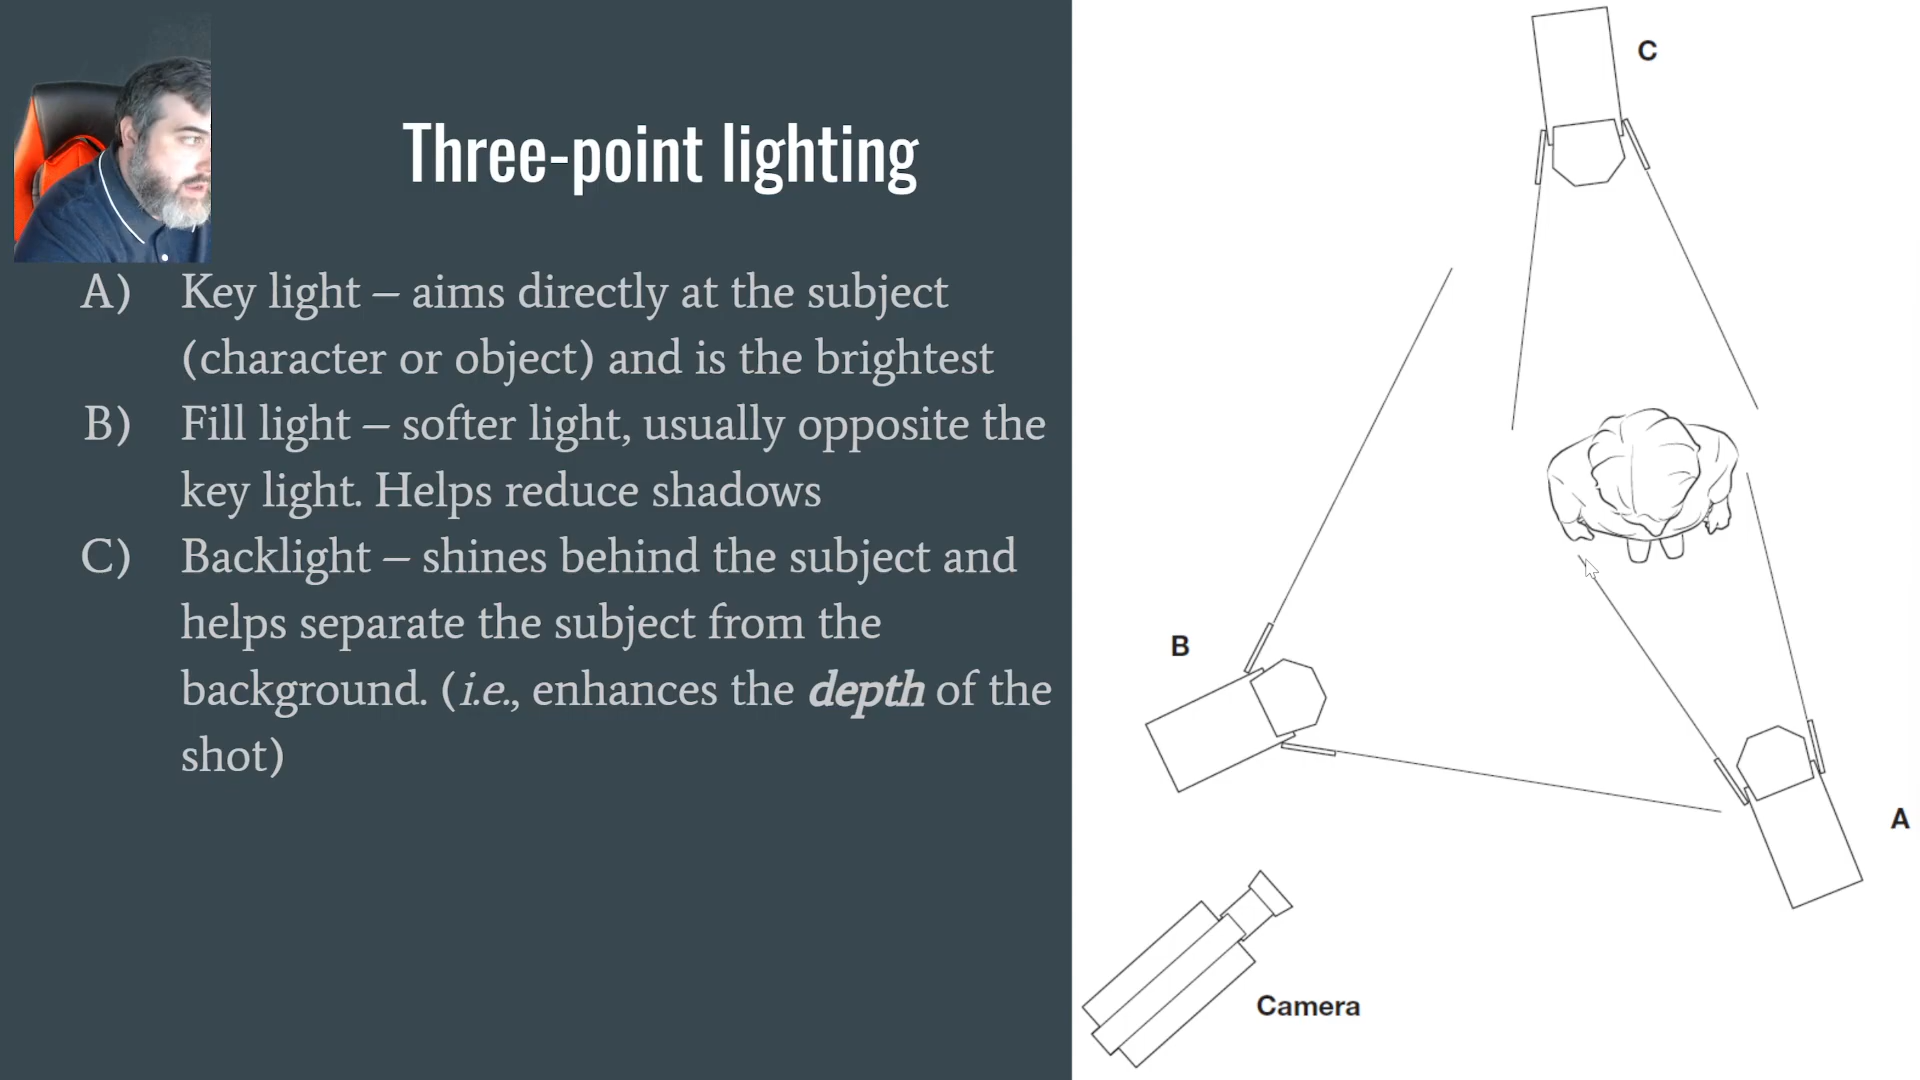 Three-point lighting
A) Key light – aims directly at the subject
(character or object) and is the brightest
B) Fill light – softer light, usually opposite the
key light. Helps reduce shadows
C) Backlight – shines behind the subject and
helps separate the subject from the
background. (i.e., enhances the depth of the
shot)
C
B
A
Camera